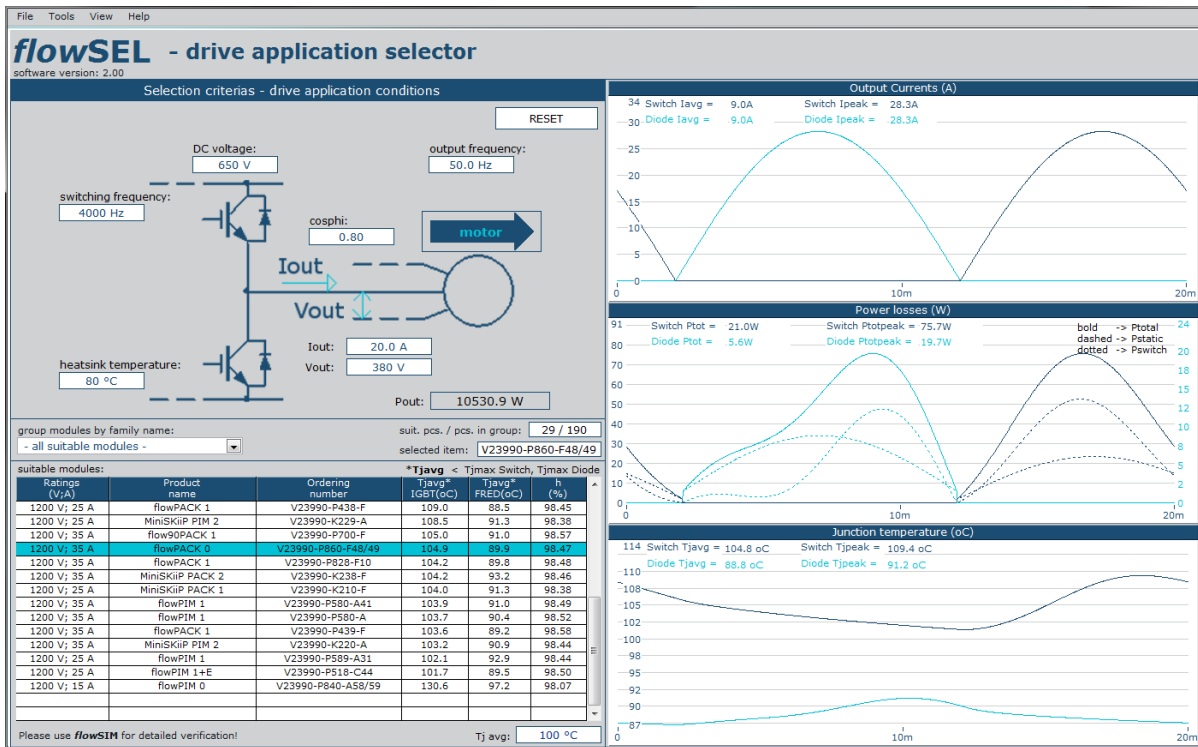 File Tools View Help
flowSEL - drive application selector
software version: 2.00
Selection criterias - drive application conditions
RESET
DC voltage:
650 V
output frequency:
50.0 Hz
switching frequency:
4000 Hz
cosphi:
0.80
motor
Iout
Vout
Iout: 20.0 A
Vout: 380 V
heatsink temperature:
80 °C
Pout: 10530.9 W
group modules by family name:
- all suitable modules -
suit. pcs. / pcs. in group: 29 / 190
selected item: V23990-P860-F48/49
suitable modules:
*Tjavg < Tjmax Switch, Tjmax Diode
Ratings (V;A) Product name Ordering number Tjavg* IGBT(oC) Tjavg* FRED(oC) h (%)
1200 V; 25 A flowPACK 1 V23990-P438-F 109.0 88.5 98.45
1200 V; 25 A MiniSKiiP PIM 2 V23990-K229-A 108.5 91.3 98.38
1200 V; 35 A flow90PACK 1 V23990-P700-F 105.0 91.0 98.57
1200 V; 35 A flowPACK 0 V23990-P860-F48/49 104.9 89.9 98.47
1200 V; 35 A flowPACK 1 V23990-P828-F10 104.2 89.8 98.48
1200 V; 25 A MiniSKiiP PACK 2 V23990-K238-F 104.2 93.2 98.46
1200 V; 25 A MiniSKiiP PACK 1 V23990-K210-F 104.0 91.3 98.38
1200 V; 35 A flowPIM 1 V23990-P580-A41 103.9 91.0 98.49
1200 V; 35 A flowPIM 1 V23990-P580-A 103.7 90.4 98.52
1200 V; 35 A flowPACK 1 V23990-P439-F 103.6 89.2 98.58
1200 V; 35 A MiniSKiiP PIM 2 V23990-K220-A 103.2 90.9 98.44
1200 V; 25 A flowPIM 1 V23990-P589-A31 102.1 92.9 98.44
1200 V; 25 A flowPIM 1+E V23990-P518-C44 101.7 89.5 98.50
1200 V; 15 A flowPIM 0 V23990-P840-A58/59 130.6 97.2 98.07
Please use flowSIM for detailed verification!
Tj avg: 100 °C
Output Currents (A)
34 Switch Iavg = 9.0A Switch Ipeak = 28.3A
Diode Iavg = 9.0A Diode Ipeak = 28.3A
30
25
20
15
10
5
0
0 10m 20m
Power losses (W)
91 Switch Ptot = 21.0W Switch Ptotpeak = 75.7W
Diode Ptot = 5.6W Diode Ptotpeak = 19.7W
bold -> Ptotal
dashed -> Pstatic
dotted -> Pswitch
80
70
60
50
40
30
20
10
0
24
20
18
15
12
10
8
5
2
0
0 10m 20m
Junction temperature (oC)
114 Switch Tjavg = 104.8 oC Switch Tjpeak = 109.4 oC
Diode Tjavg = 88.8 oC Diode Tjpeak = 91.2 oC
110
108
105
102
100
98
95
92
90
87
0 10m 20m